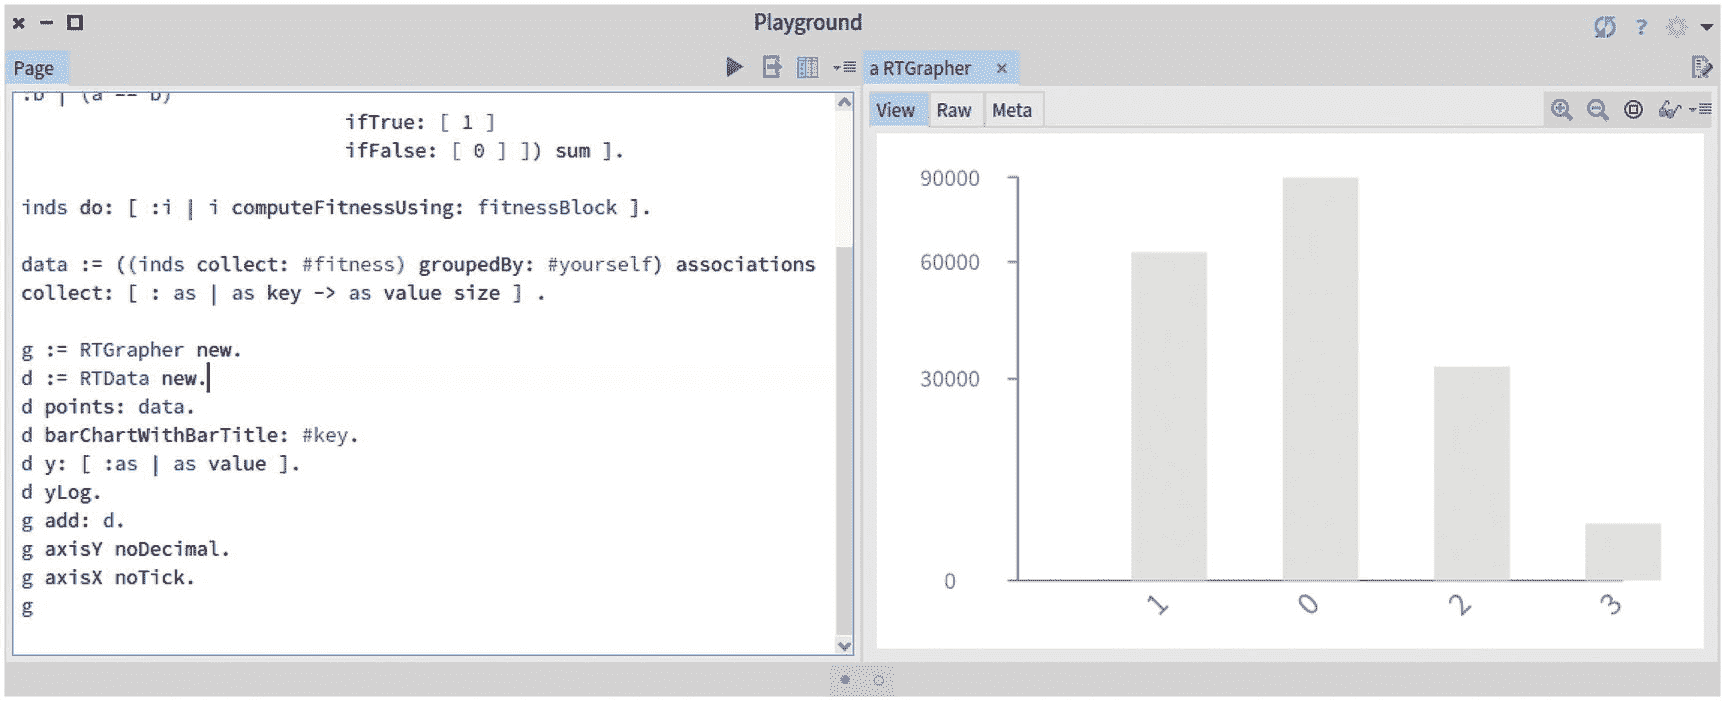 Playground
?
Page
:b | (a == b)
ifTrue: [ 1 ]
ifFalse: [ 0 ] ]) sum ].
inds do: [ :i | i computeFitnessUsing: fitnessBlock ].
data := ((inds collect: #fitness) groupedBy: #yourself) associations
collect: [ : as | as key -> as value size ] .
g := RTGrapher new.
d := RTData new.
d points: data.
d barChartWithBarTitle: #key.
d y: [ :as | as value ].
d yLog.
g add: d.
g axisY noDecimal.
g axisX noTick.
g
a RTGrapher
View Raw Meta
90000
60000
30000
0
1 0 2 3